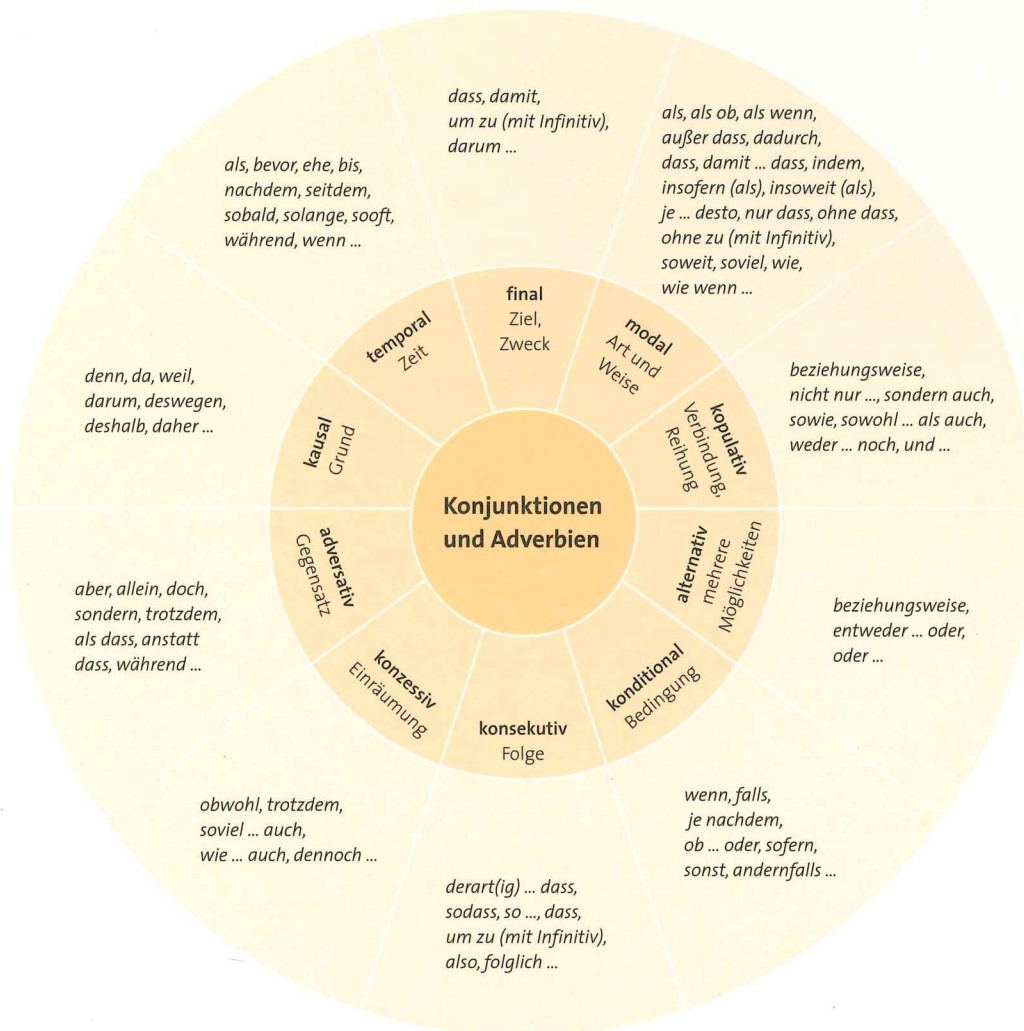 dass, damit,
um zu (mit Infinitiv),
darum ...
als, als ob, als wenn,
außer dass, dadurch,
dass, damit ... dass, indem,
insofern (als), insoweit (als),
je ... desto, nur dass, ohne dass,
ohne zu (mit Infinitiv),
soweit, soviel, wie,
wie wenn ...
als, bevor, ehe, bis,
nachdem, seitdem,
sobald, solange, sooft,
während, wenn ...
final
Ziel,
Zweck
modal
Art und
Weise
temporal
Zeit
denn, da, weil,
darum, deswegen,
deshalb, daher ...
kausal
Grund
kopulativ
Verbindung,
Reihung
beziehungsweise,
nicht nur ..., sondern auch,
sowie, sowohl ... als auch,
weder ... noch, und ...
Konjunktionen
und Adverbien
aber, allein, doch,
sondern, trotzdem,
als dass, anstatt
dass, während ...
adversativ
Gegensatz
alternativ
mehrere
Möglichkeiten
beziehungsweise,
entweder ... oder,
oder ...
konzessiv
Einräumung
konsekutiv
Folge
konditional
Bedingung
obwohl, trotzdem,
soviel ... auch,
wie ... auch, dennoch ...
derart(ig) ... dass,
sodass, so ..., dass,
um zu (mit Infinitiv),
also, folglich ...
wenn, falls,
je nachdem,
ob ... oder, sofern,
sonst, andernfalls ...